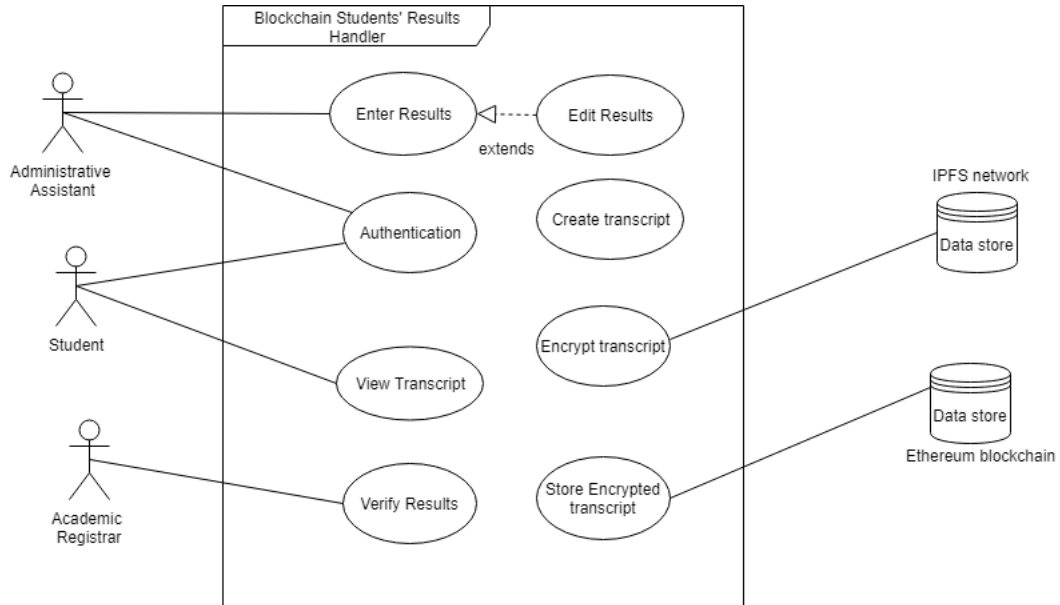 Blockchain Students' Results
Handler
Enter Results
Edit Results
extends
Administrative
Assistant
IPFS network
Data store
Create transcript
Authentication
Student
Encrypt transcript
View Transcript
Data store
Ethereum blockchain
Academic
Registrar
Verify Results
Store Encrypted
transcript